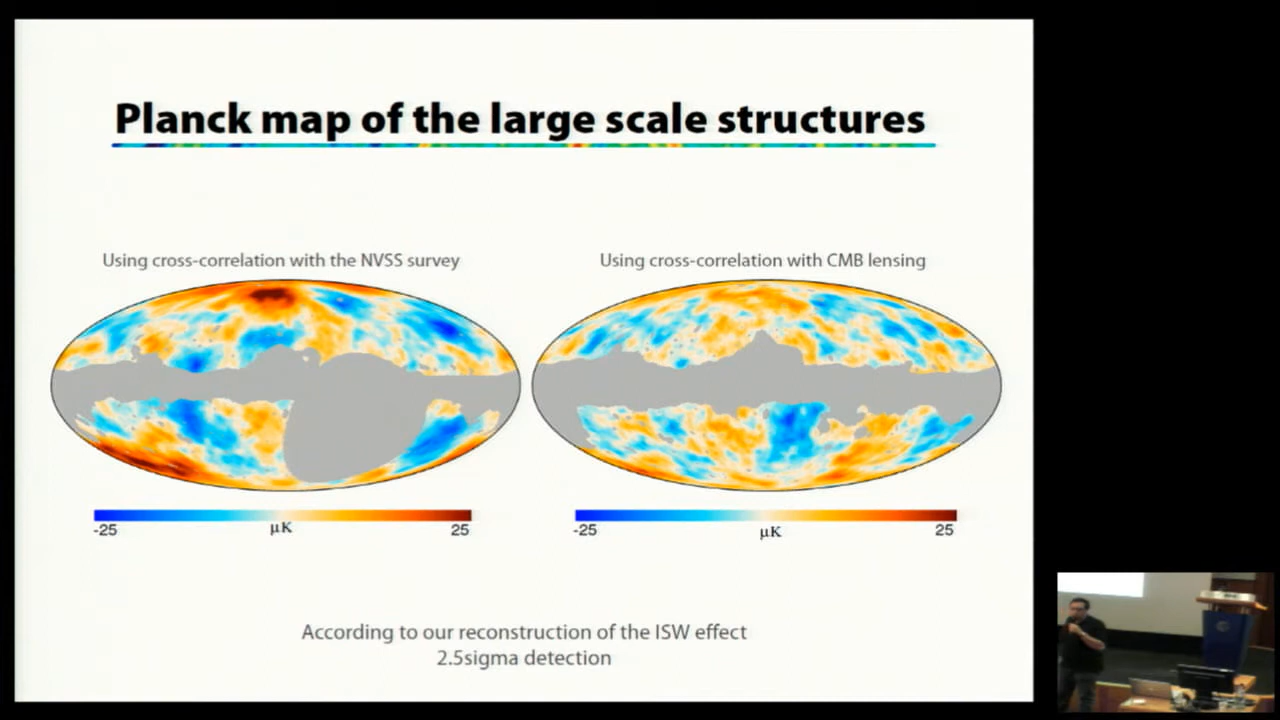 Planck map of the large scale structures
Using cross-correlation with the NVSS survey
Using cross-correlation with CMB lensing
-25
μK
25
-25
μK
25
According to our reconstruction of the ISW effect
2.5sigma detection